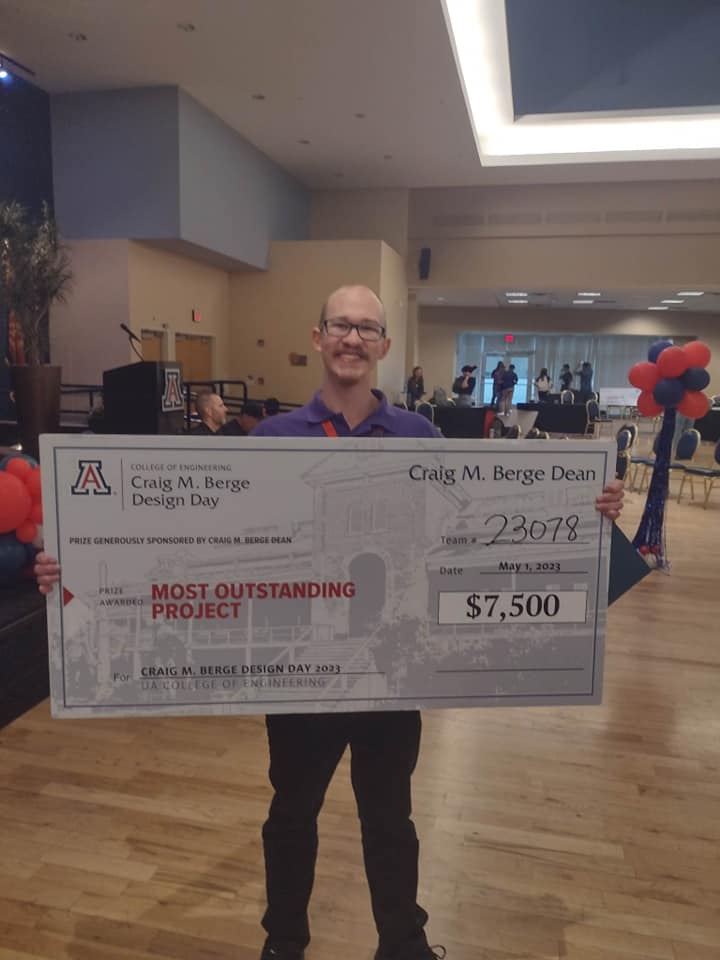 A
A
COLLEGE OF ENGINEERING
Craig M. Berge
Design Day
Craig M. Berge Dean
PRIZE GENEROUSLY SPONSORED BY CRAIG M. BERGE DEAN
Team # 23078
Date May 1, 2023
PRIZE
AWARDED
MOST OUTSTANDING
PROJECT
$7,500
For CRAIG M. BERGE DESIGN DAY 2023
UA COLLEGE OF ENGINEERING